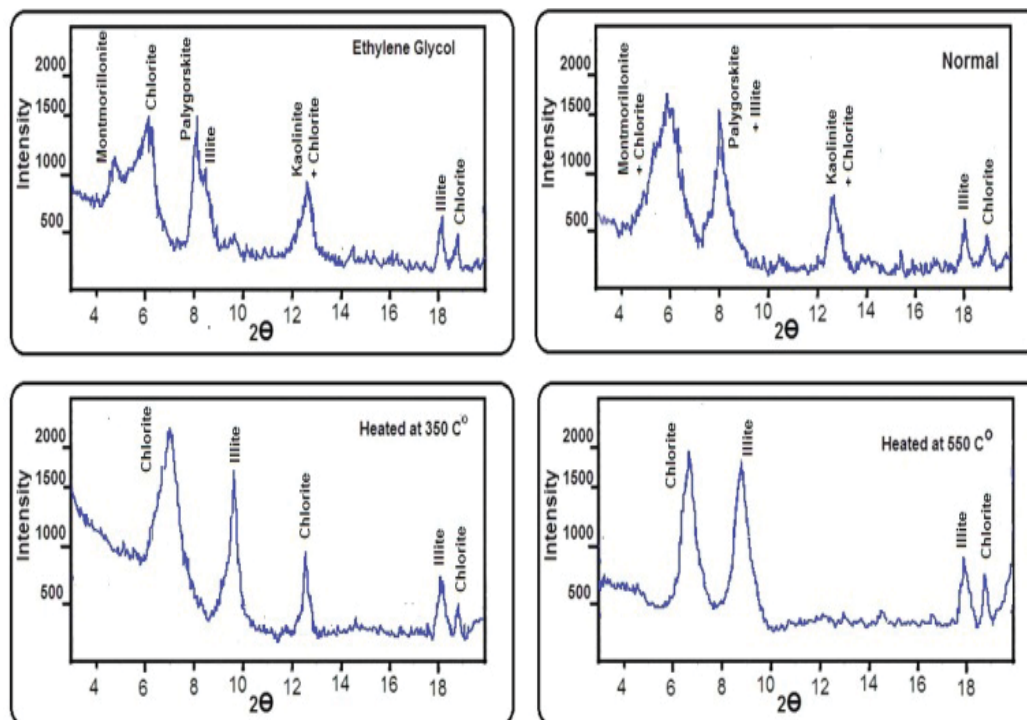 Ethylene Glycol
Intensity
2000
1500
1000
500
Montmorillonite
Chlorite
Palygorskite
Illite
Kaolinite
+ Chlorite
Illite
Chlorite
4 6 8 10 12 14 16 18
2Θ
Normal
Intensity
2000
1500
1000
500
Montmorillonite
+ Chlorite
Palygorskite
+ Illite
Kaolinite
+ Chlorite
Illite
Chlorite
4 6 8 10 12 14 16 18
2Θ
Heated at 350 C°
Intensity
2000
1500
1000
500
Chlorite
Illite
Chlorite
Illite
Chlorite
4 6 8 10 12 14 16 18
2Θ
Heated at 550 C°
Intensity
2000
1500
1000
500
Chlorite
Illite
Illite
Chlorite
4 6 8 10 12 14 16 18
2Θ